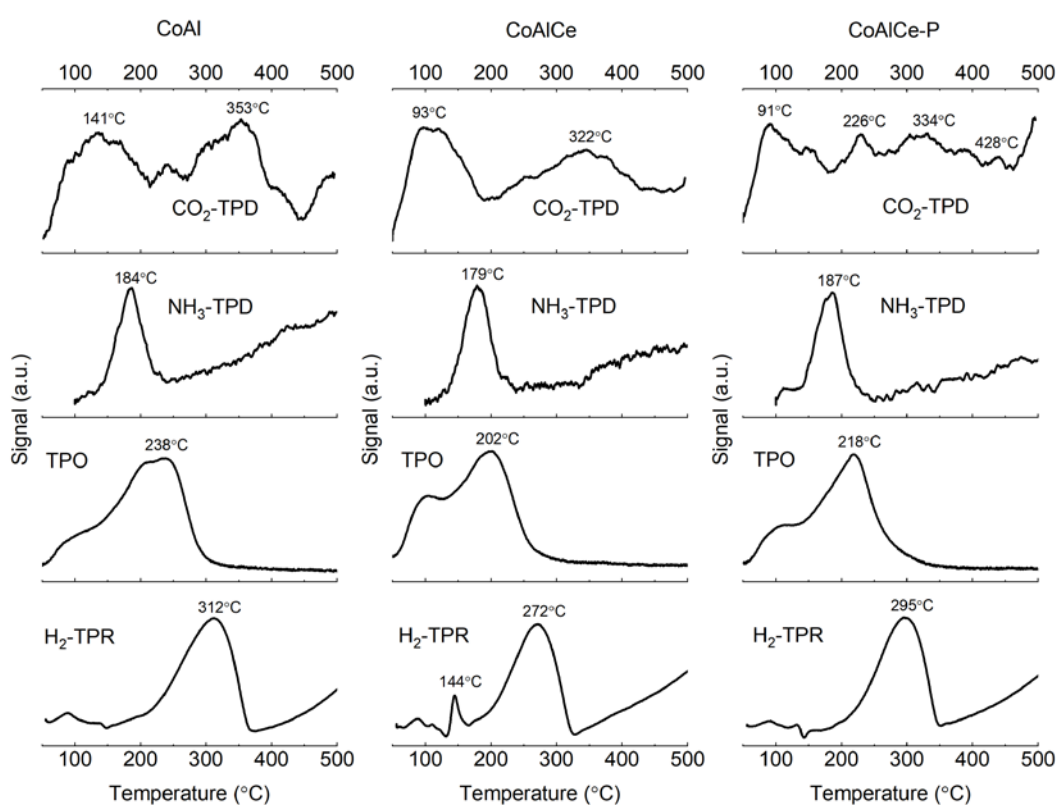 CoAl
CoAlCe
CoAlCe-P
100 200 300 400 500
100 200 300 400 500
100 200 300 400 500
141°C
353°C
CO₂-TPD
93°C
322°C
CO₂-TPD
91°C
226°C
334°C
428°C
CO₂-TPD
184°C
NH₃-TPD
179°C
NH₃-TPD
187°C
NH₃-TPD
Signal (a.u.)
Signal (a.u.)
Signal (a.u.)
238°C
TPO
202°C
TPO
218°C
TPO
312°C
H₂-TPR
272°C
H₂-TPR
144°C
295°C
H₂-TPR
100 200 300 400 500
100 200 300 400 500
100 200 300 400 500
Temperature (°C)
Temperature (°C)
Temperature (°C)